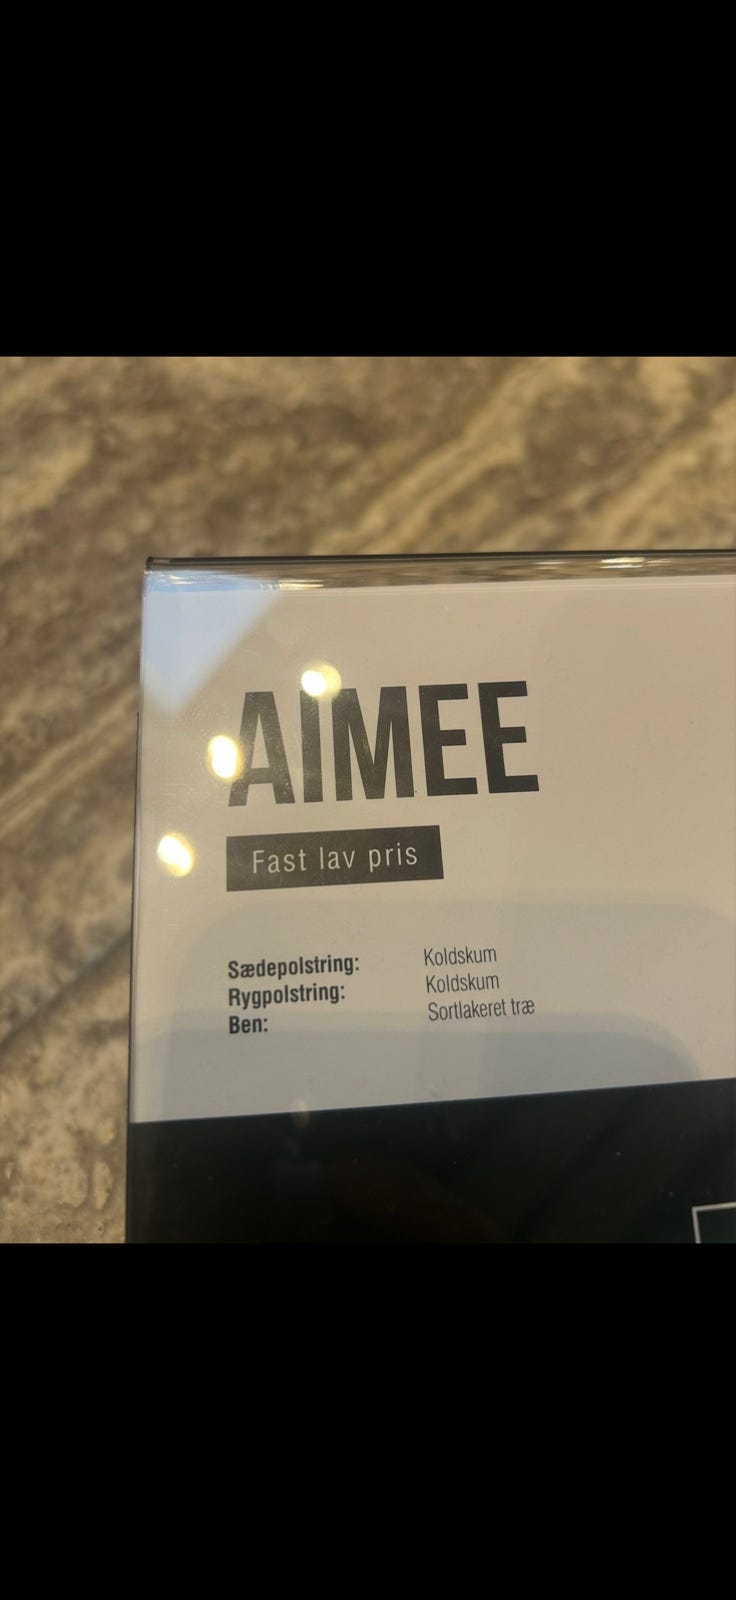 AIMEE
Fast lav pris
Sædepolstring: Koldskum
Rygpolstring: Koldskum
Ben: Sortlakeret træ